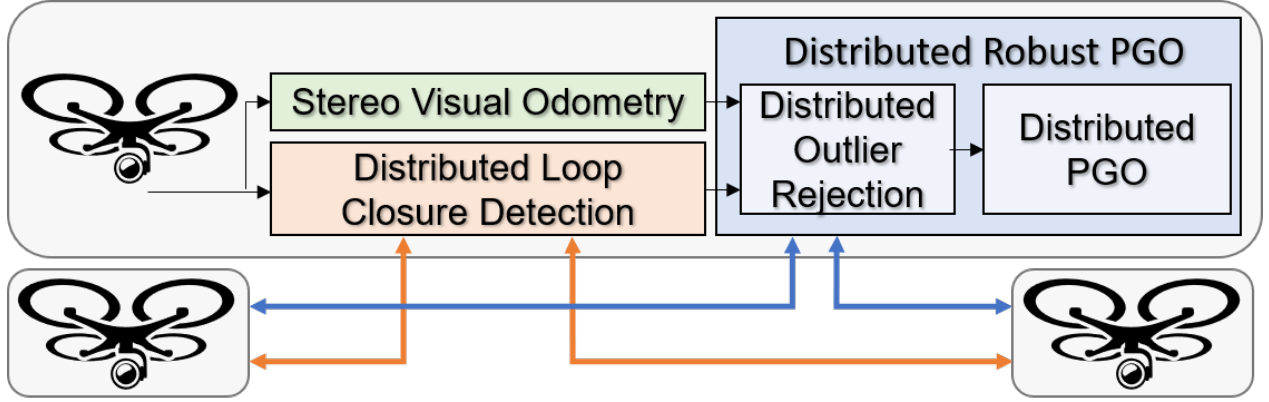 Distributed Robust PGO
Stereo Visual Odometry
Distributed Loop
Closure Detection
Distributed
Outlier
Rejection
Distributed
PGO